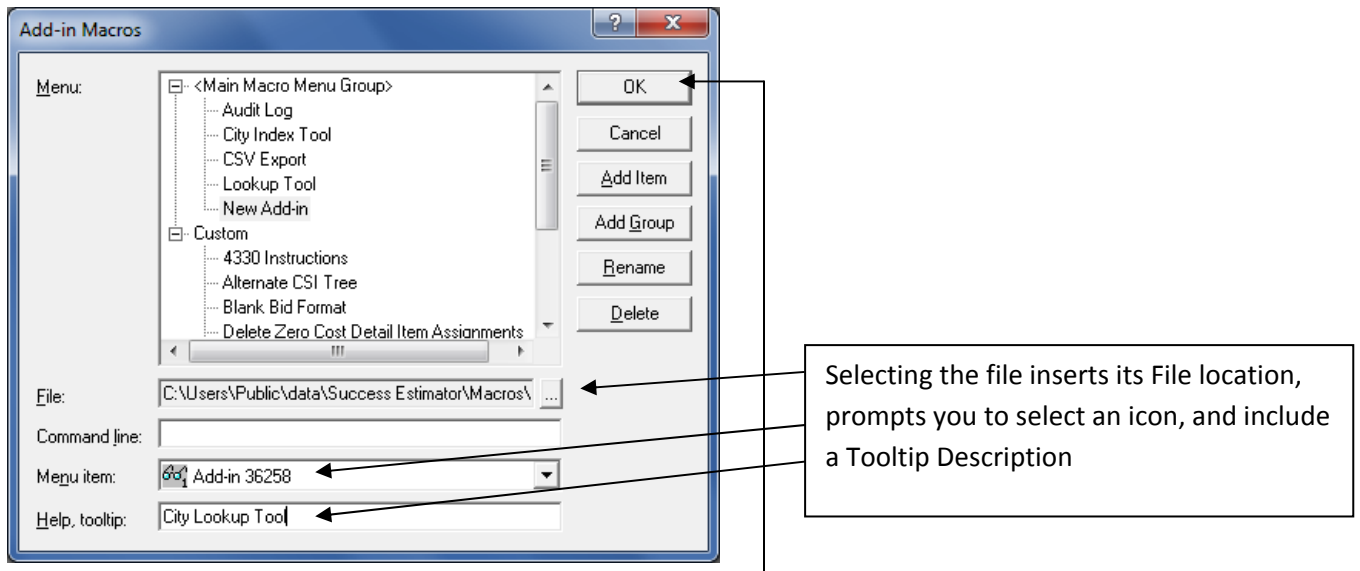 Add-in Macros
Menu:
<Main Macro Menu Group>
Audit Log
City Index Tool
CSV Export
Lookup Tool
New Add-in
Custom
4330 Instructions
Alternate CSI Tree
Blank Bid Format
Delete Zero Cost Detail Item Assignments
OK
Cancel
Add Item
Add Group
Rename
Delete
File:
C:\Users\Public\data\Success Estimator\Macros\
...
Command line:
Menu item:
Add-in 36258
Help, tooltip:
City Lookup Tool
Selecting the file inserts its File location,
prompts you to select an icon, and include
a Tooltip Description